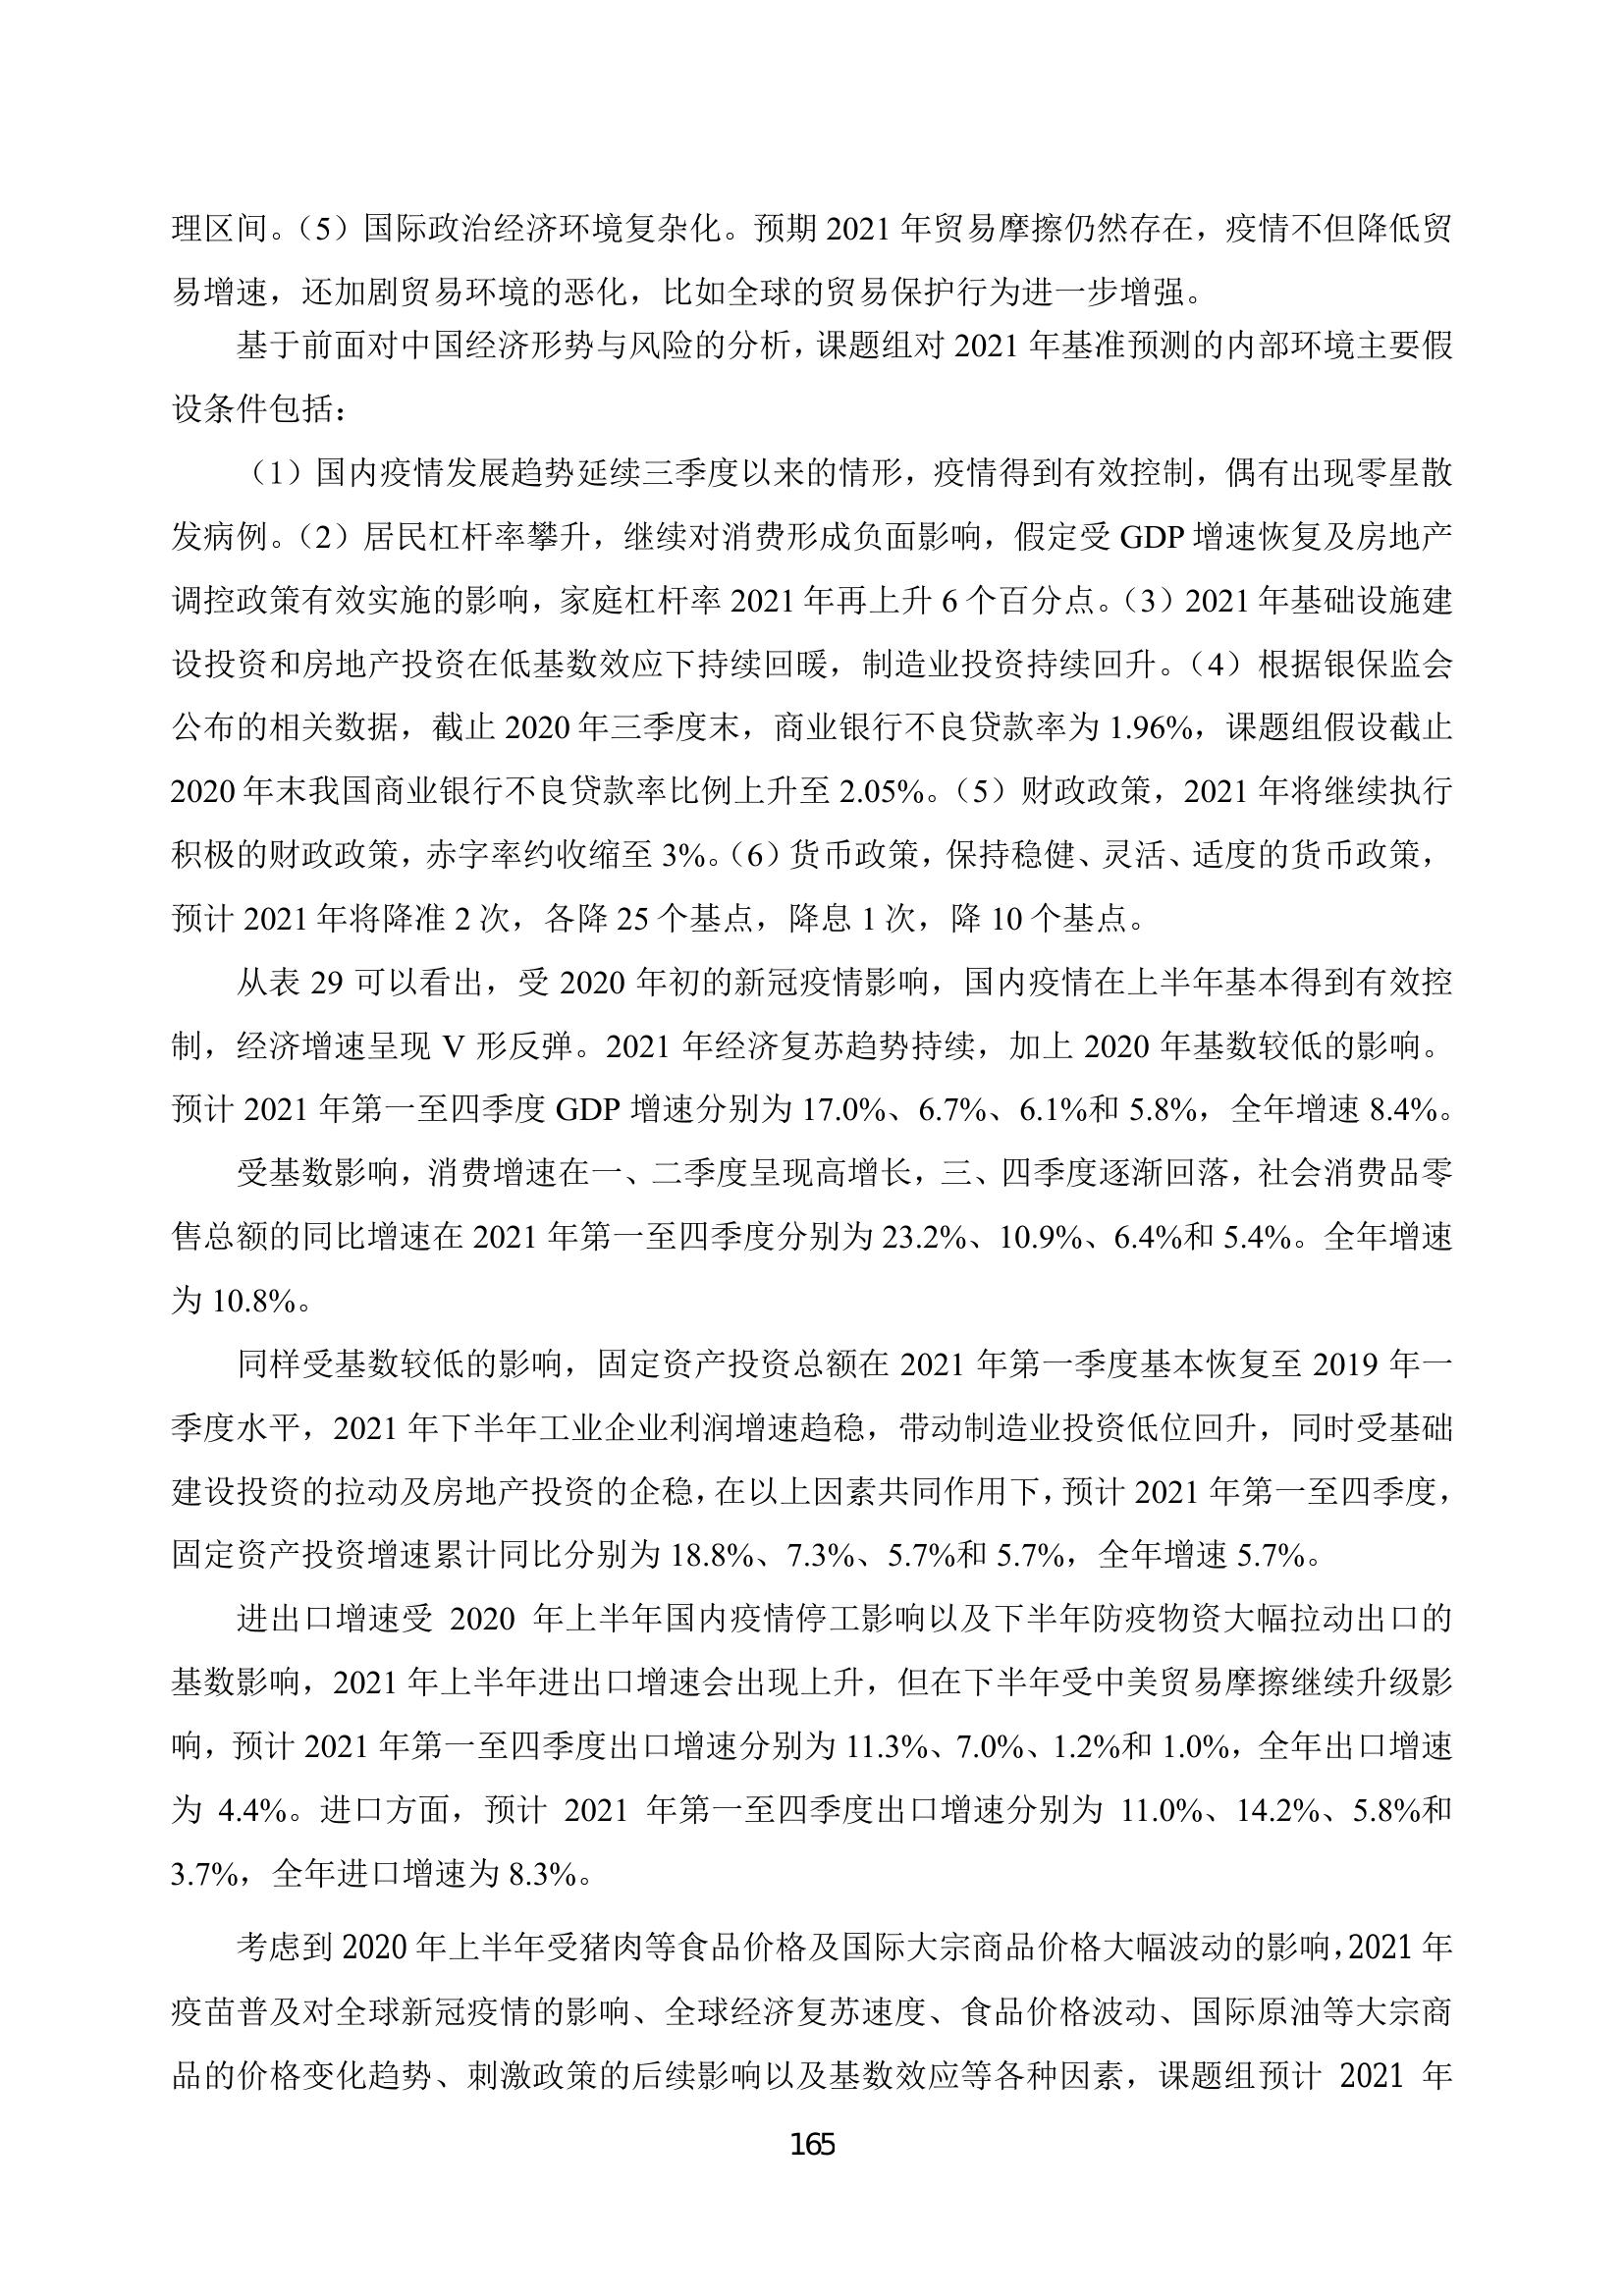 理区间。（5）国际政治经济环境复杂化。预期 2021 年贸易摩擦仍然存在，疫情不但降低贸
易增速，还加剧贸易环境的恶化，比如全球的贸易保护行为进一步增强。
基于前面对中国经济形势与风险的分析，课题组对 2021 年基准预测的内部环境主要假
设条件包括：
（1）国内疫情发展趋势延续三季度以来的情形，疫情得到有效控制，偶有出现零星散
发病例。（2）居民杠杆率攀升，继续对消费形成负面影响，假定受 GDP 增速恢复及房地产
调控政策有效实施的影响，家庭杠杆率 2021 年再上升 6 个百分点。（3）2021 年基础设施建
设投资和房地产投资在低基数效应下持续回暖，制造业投资持续回升。（4）根据银保监会
公布的相关数据，截止 2020 年三季度末，商业银行不良贷款率为 1.96%，课题组假设截止
2020 年末我国商业银行不良贷款率比例上升至 2.05%。（5）财政政策，2021 年将继续执行
积极的财政政策，赤字率约收缩至 3%。（6）货币政策，保持稳健、灵活、适度的货币政策，
预计 2021 年将降准 2 次，各降 25 个基点，降息 1 次，降 10 个基点。
从表 29 可以看出，受 2020 年初的新冠疫情影响，国内疫情在上半年基本得到有效控
制，经济增速呈现 V 形反弹。2021 年经济复苏趋势持续，加上 2020 年基数较低的影响。
预计 2021 年第一至四季度 GDP 增速分别为 17.0%、6.7%、6.1%和 5.8%，全年增速 8.4%。
受基数影响，消费增速在一、二季度呈现高增长，三、四季度逐渐回落，社会消费品零
售总额的同比增速在 2021 年第一至四季度分别为 23.2%、10.9%、6.4%和 5.4%。全年增速
为 10.8%。
同样受基数较低的影响，固定资产投资总额在 2021 年第一季度基本恢复至 2019 年一
季度水平，2021 年下半年工业企业利润增速趋稳，带动制造业投资低位回升，同时受基础
建设投资的拉动及房地产投资的企稳，在以上因素共同作用下，预计 2021 年第一至四季度，
固定资产投资增速累计同比分别为 18.8%、7.3%、5.7%和 5.7%，全年增速 5.7%。
进出口增速受 2020 年上半年国内疫情停工影响以及下半年防疫物资大幅拉动出口的
基数影响，2021 年上半年进出口增速会出现上升，但在下半年受中美贸易摩擦继续升级影
响，预计 2021 年第一至四季度出口增速分别为 11.3%、7.0%、1.2%和 1.0%，全年出口增速
为 4.4%。进口方面，预计 2021 年第一至四季度出口增速分别为 11.0%、14.2%、5.8%和
3.7%，全年进口增速为 8.3%。
考虑到 2020 年上半年受猪肉等食品价格及国际大宗商品价格大幅波动的影响，2021 年
疫苗普及对全球新冠疫情的影响、全球经济复苏速度、食品价格波动、国际原油等大宗商
品的价格变化趋势、刺激政策的后续影响以及基数效应等各种因素，课题组预计 2021 年
165